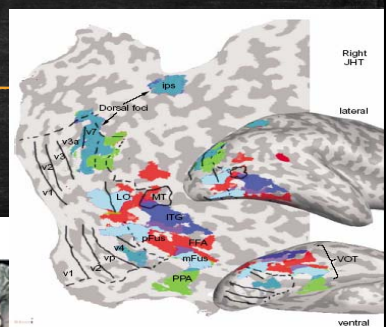 Right
JHT
ips
Dorsal foci
lateral
v7
v3a
v3
v2
v1
LO
MT
ITG
pFus
FFA
v4
vp
v2
v1
mFus
PPA
VOT
ventral